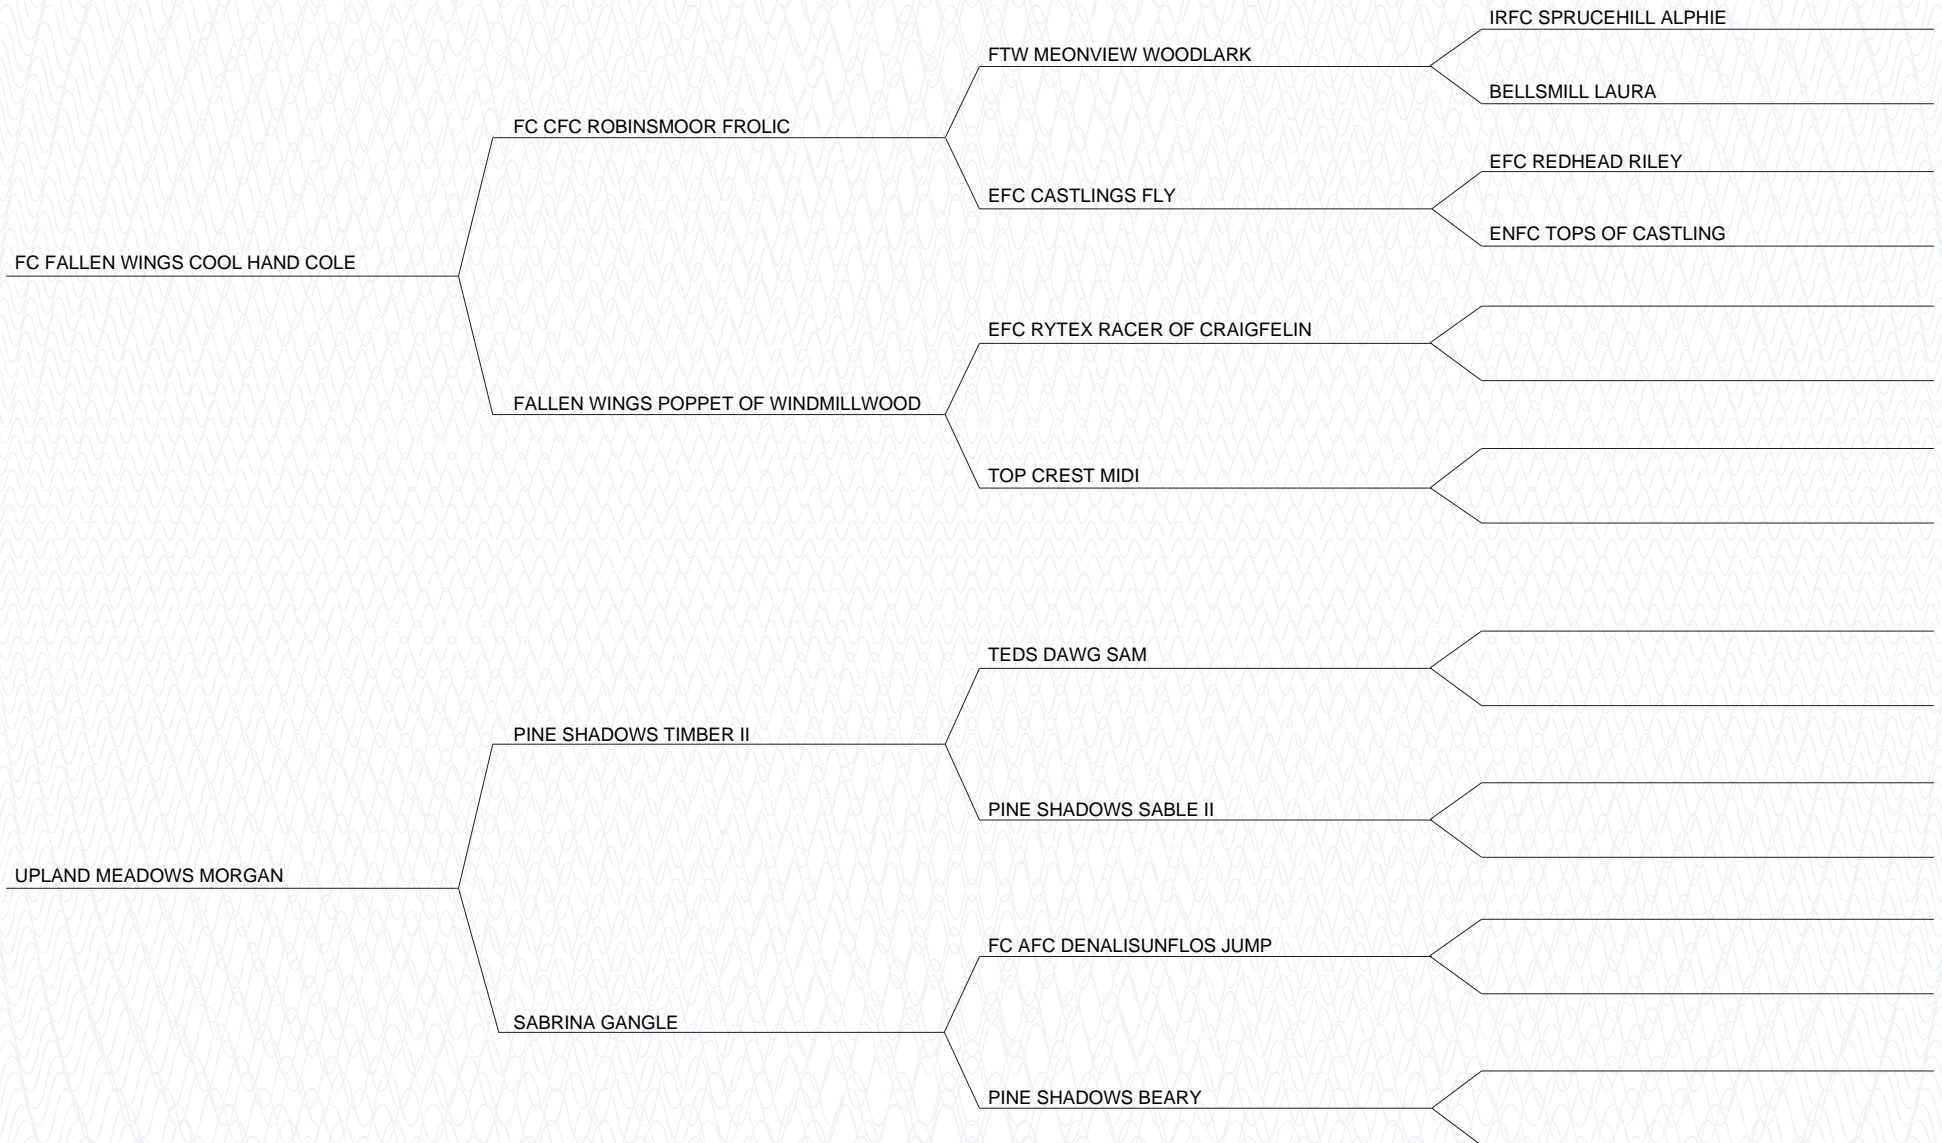 IRFC SPRUCEHILL ALPHIE
FTW MEONVIEW WOODLARK
BELLSMILL LAURA
FC CFC ROBINSMOOR FROLIC
EFC REDHEAD RILEY
EFC CASTLINGS FLY
ENFC TOPS OF CASTLING
FC FALLEN WINGS COOL HAND COLE
EFC RYTEX RACER OF CRAIGFELIN
FALLEN WINGS POPPET OF WINDMILLWOOD
TOP CREST MIDI
TEDS DAWG SAM
PINE SHADOWS TIMBER II
PINE SHADOWS SABLE II
UPLAND MEADOWS MORGAN
FC AFC DENALISUNFLOS JUMP
SABRINA GANGLE
PINE SHADOWS BEARY